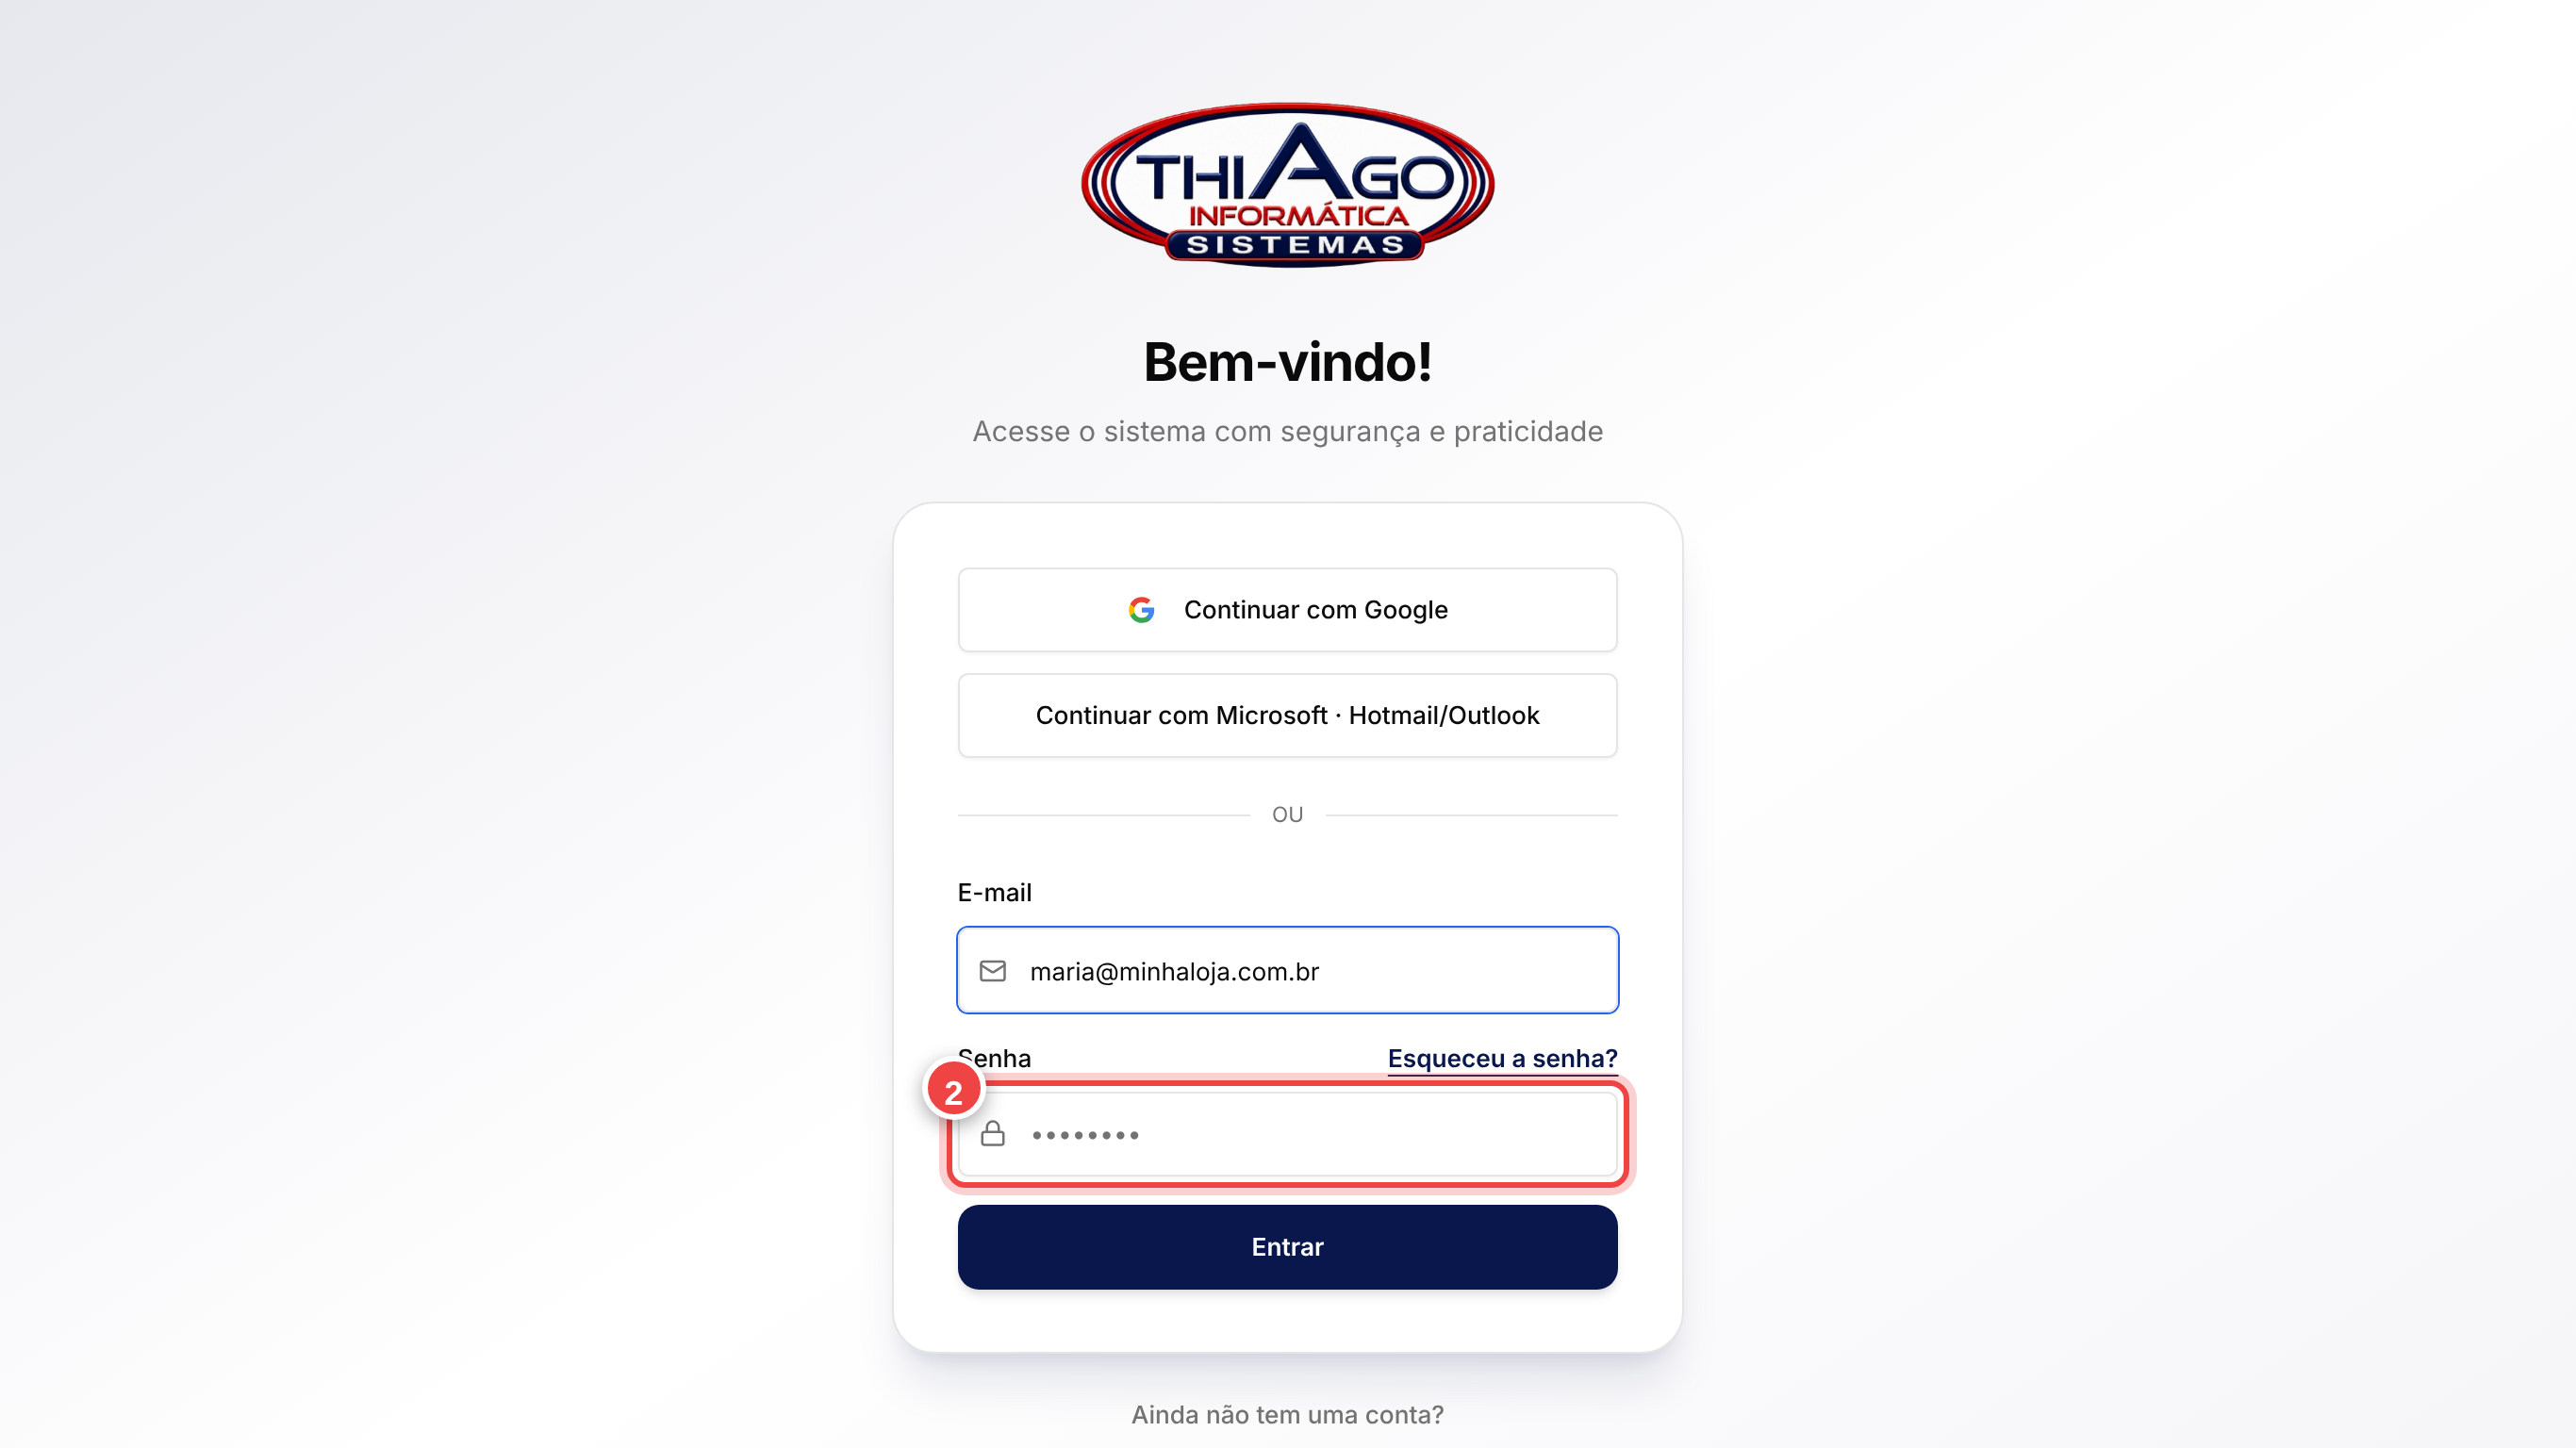 THIAGO
INFORMÁTICA
SISTEMAS
Bem-vindo!
Acesse o sistema com segurança e praticidade
Continuar com Google
Continuar com Microsoft · Hotmail/Outlook
OU
E-mail
maria@minhaloja.com.br
Senha
Esqueceu a senha?
2
••••••••
Entrar
Ainda não tem uma conta?